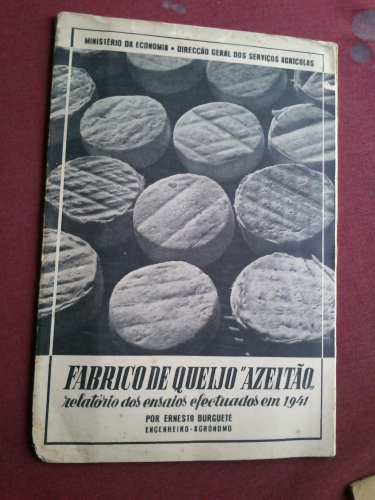 MINISTÉRIO DA ECONOMIA • DIRECÇÃO GERAL DOS SERVIÇOS AGRÍCOLAS
FABRICO DE QUEIJO "AZEITÃO"
relatório dos ensaios efectuados em 1941
POR ERNESTO BURGUETE
ENGENHEIRO-AGRÓNOMO